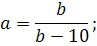 a = b / (b − 10) ;